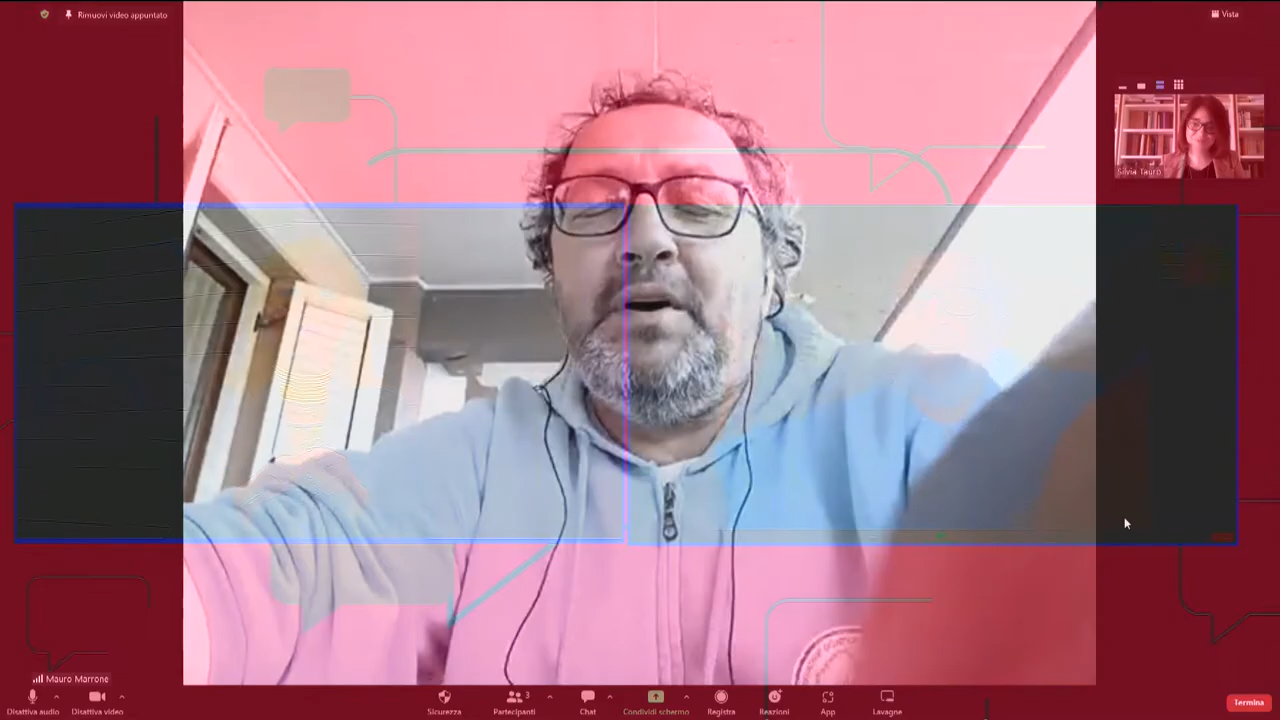 Rimuovi video appuntato
Vista
Silvia Tauro
Mauro Marrone
Disattiva audio
Disattiva video
Sicurezza
Partecipanti
3
Chat
Condividi schermo
Registra
Reazioni
App
Lavagne
Termina